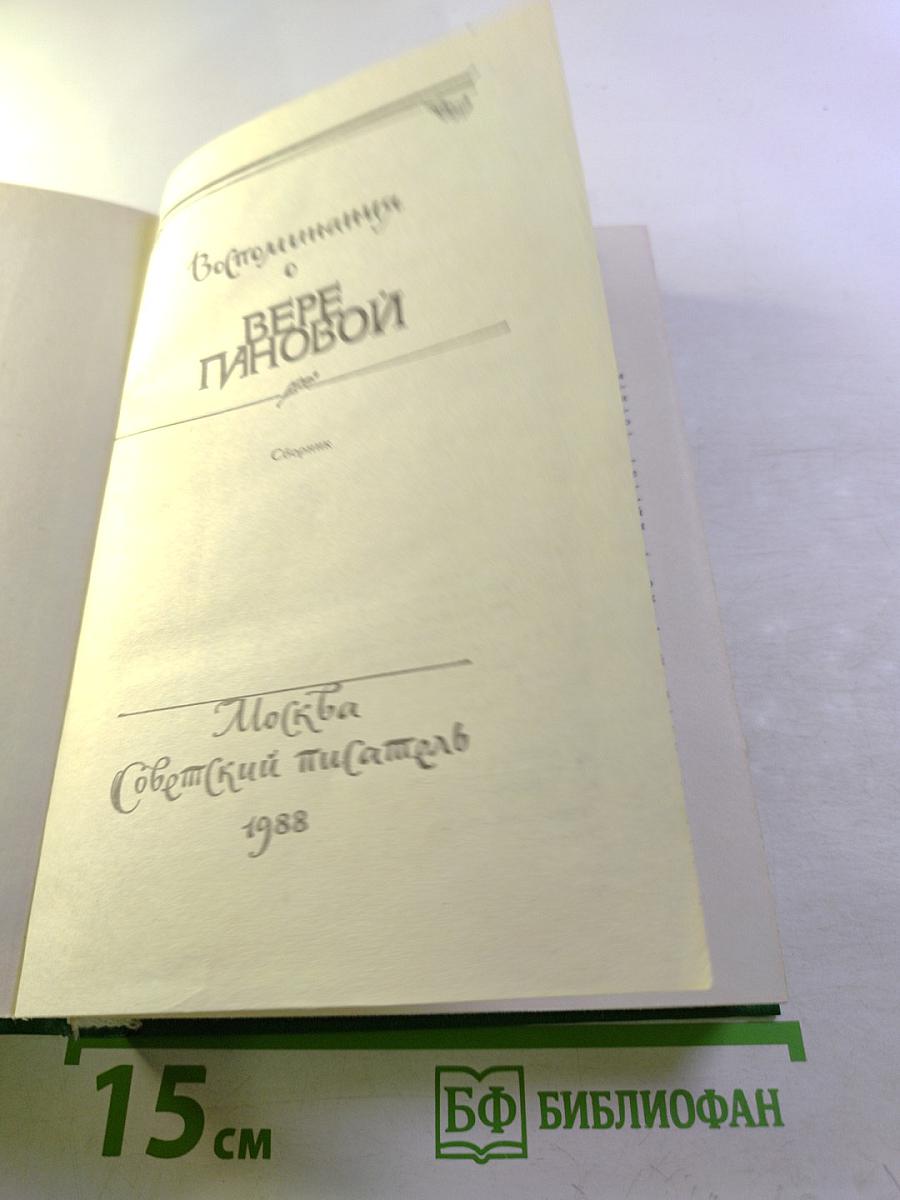 Воспоминания
о
ВЕРЕ
ПАНОВОЙ
Сборник
Москва
Советский писатель
1988
15 см
БФ БИБЛИОФАН